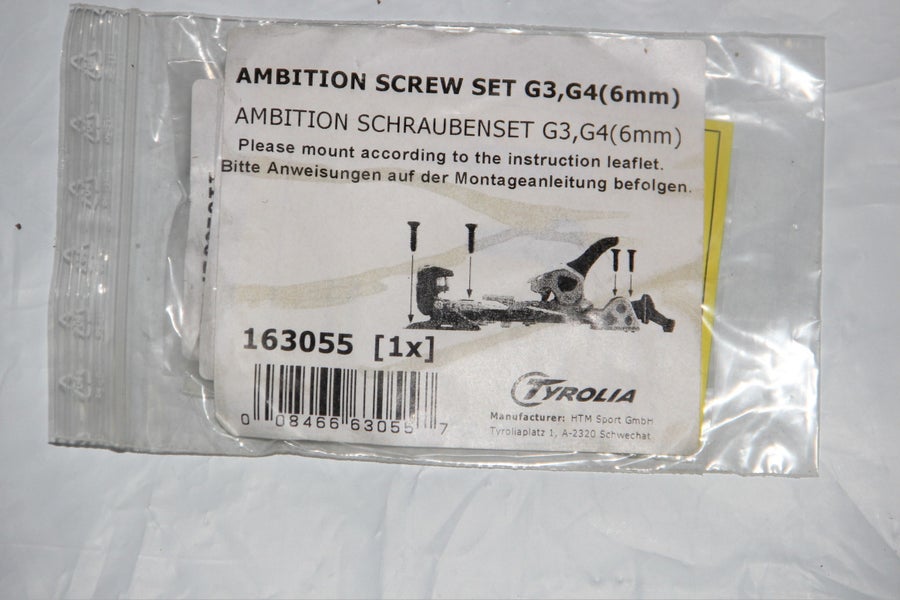 AMBITION SCREW SET G3,G4(6mm)
AMBITION SCHRAUBENSET G3,G4(6mm)
Please mount according to the instruction leaflet.
Bitte Anweisungen auf der Montageanleitung befolgen.
163055 [1x]
0 08466 63055 7
TYROLIA
Manufacturer: HTM Sport GmbH
Tyroliaplatz 1, A-2320 Schwechat